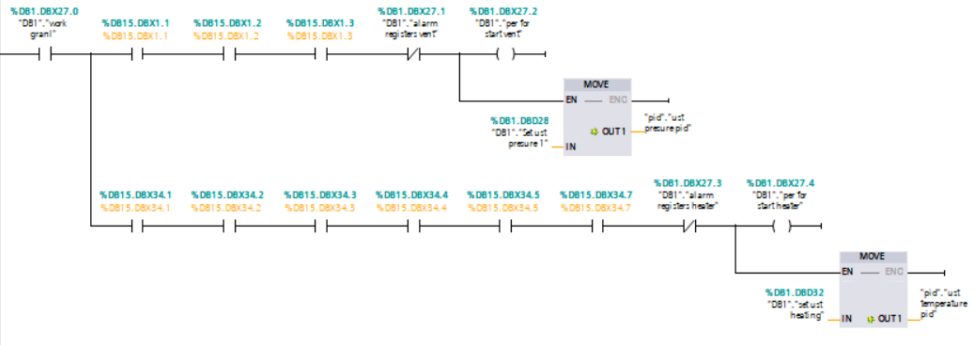 %DB1.DBX27.0
"DB1"."work
granl"
%DB15.DBX1.1
%DB15.DBX1.1
%DB15.DBX1.2
%DB15.DBX1.2
%DB15.DBX1.3
%DB15.DBX1.3
%DB1.DBX27.1
"DB1"."alarm
registers vent"
%DB1.DBX27.2
"DB1"."per for
start vent"
MOVE
EN
ENO
%DB1.DBD28
"DB1"."Set ust
presure 1"
IN
OUT1
"pid"."ust
presure pid"
%DB15.DBX34.1
%DB15.DBX34.1
%DB15.DBX34.2
%DB15.DBX34.2
%DB15.DBX34.3
%DB15.DBX34.3
%DB15.DBX34.4
%DB15.DBX34.4
%DB15.DBX34.5
%DB15.DBX34.5
%DB15.DBX34.7
%DB15.DBX34.7
%DB1.DBX27.3
"DB1"."alarm
registers heater"
%DB1.DBX27.4
"DB1"."per for
start heater"
MOVE
EN
ENO
%DB1.DBD32
"DB1"."set ust
heating"
IN
OUT1
"pid"."ust
temperature
pid"